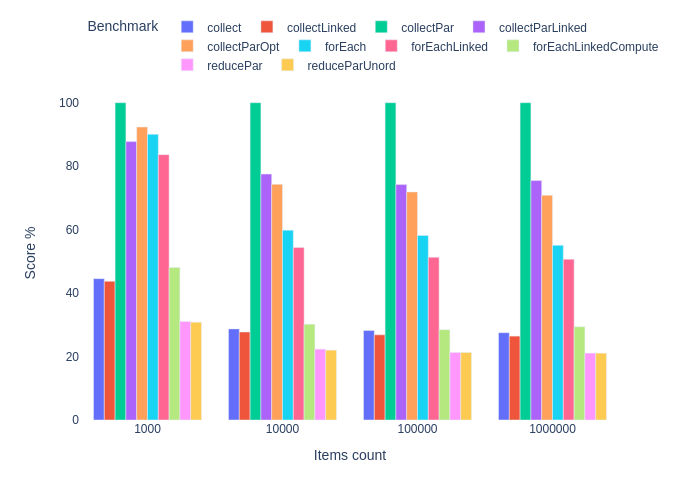 Benchmark collect collectLinked collectPar collectParLinked
collectParOpt forEach forEachLinked forEachLinkedCompute
reducePar reduceParUnord
100
80
60
40
20
0
Score %
1000 10000 100000 1000000
Items count